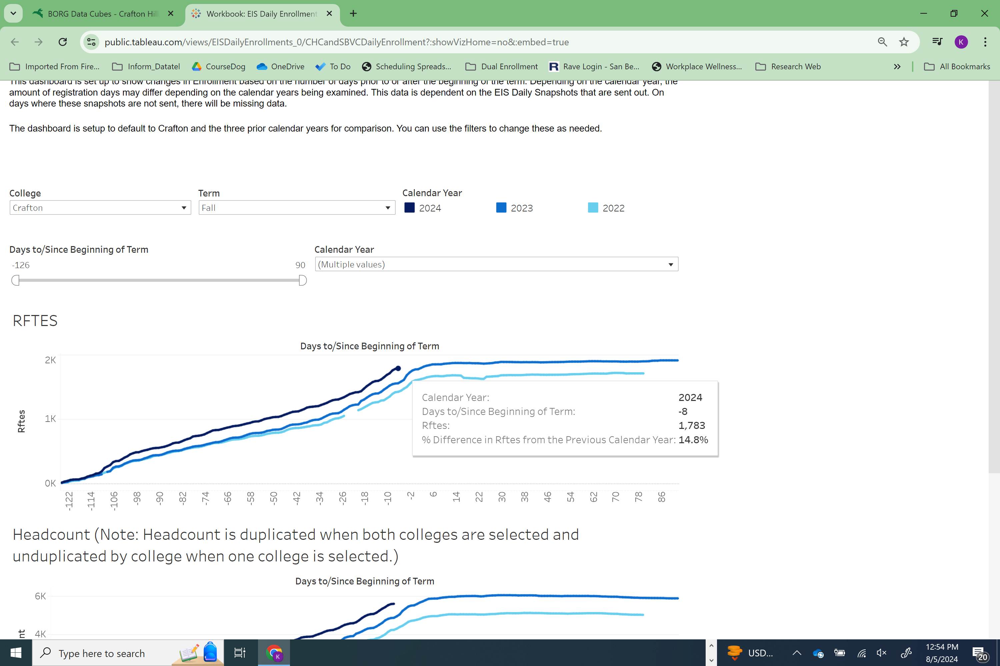 BORG Data Cubes - Crafton Hill
Workbook: EIS Daily Enrollment
public.tableau.com/views/EISDailyEnrollments_0/CHCandSBVCDailyEnrollment?:showVizHome=no&:embed=true
K
Imported From Fire...
Inform_Datatel
CourseDog
OneDrive
To Do
Scheduling Spreads...
Dual Enrollment
R
Rave Login - San Be...
Workplace Wellness...
Research Web
All Bookmarks
This dashboard is set up to show changes in Enrollment based on the number of days prior to or after the beginning of the term. Depending on the calendar year, the
amount of registration days may differ depending on the calendar years being examined. This data is dependent on the EIS Daily Snapshots that are sent out. On
days where these snapshots are not sent, there will be missing data.
The dashboard is setup to default to Crafton and the three prior calendar years for comparison. You can use the filters to change these as needed.
College
Term
Calendar Year
Crafton
Fall
2024
2023
2022
Days to/Since Beginning of Term
Calendar Year
-126
90
(Multiple values)
RFTES
Days to/Since Beginning of Term
2K
1K
0K
Rftes
Calendar Year: 2024
Days to/Since Beginning of Term: -8
Rftes: 1,783
% Difference in Rftes from the Previous Calendar Year: 14.8%
-122 -114 -106 -98 -90 -82 -74 -66 -58 -50 -42 -34 -26 -18 -10 -2 6 14 22 30 38 46 54 62 70 78 86
Headcount (Note: Headcount is duplicated when both colleges are selected and
unduplicated by college when one college is selected.)
Days to/Since Beginning of Term
6K
4K
nt
Type here to search
K
USD...
12:54 PM
8/5/2024
20